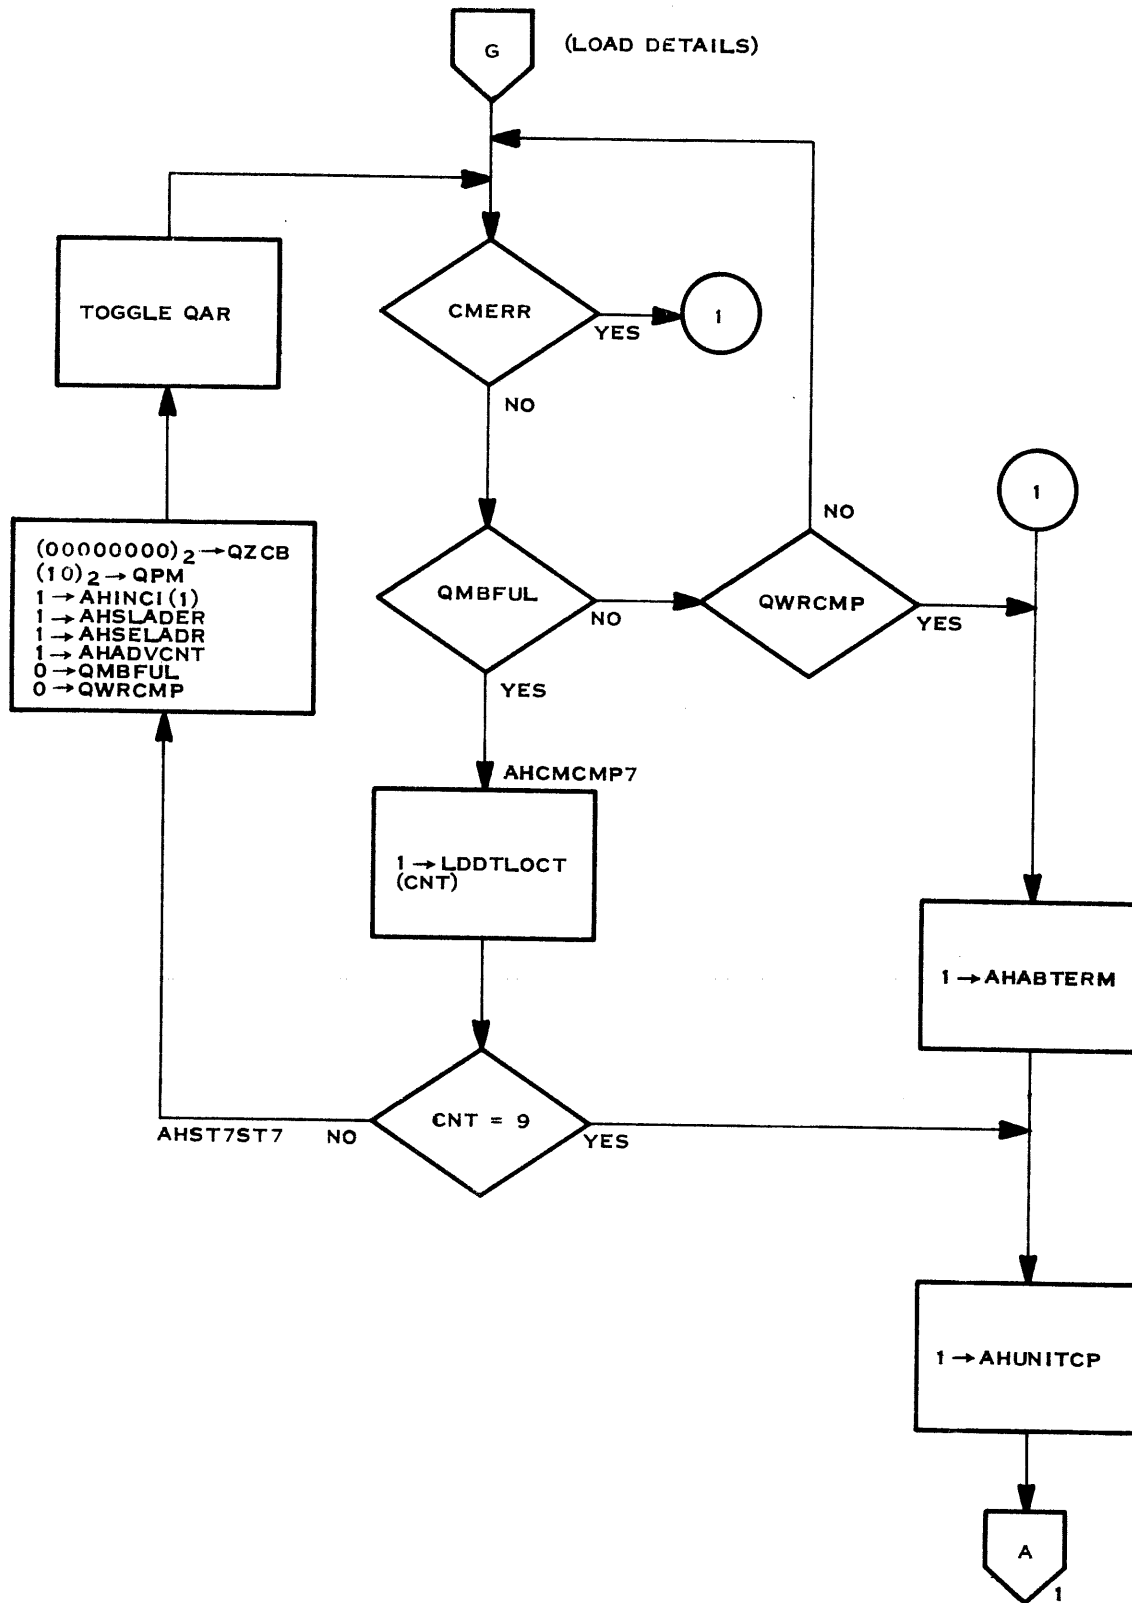 G (LOAD DETAILS)
TOGGLE QAR
CMERR
YES
1
NO
1
(00000000)2→QZCB
(10)2→QPM
1→AHINCI(1)
1→AHSLADER
1→AHSELADR
1→AHADVCNT
0→QMBFUL
0→QWRCMP
QMBFUL
NO
YES
QWRCMP
NO
YES
AHCMCMP7
1→LDDTLOCT
(CNT)
1→AHABTERM
CNT = 9
AHST7ST7 NO
YES
1→AHUNITCP
A
1